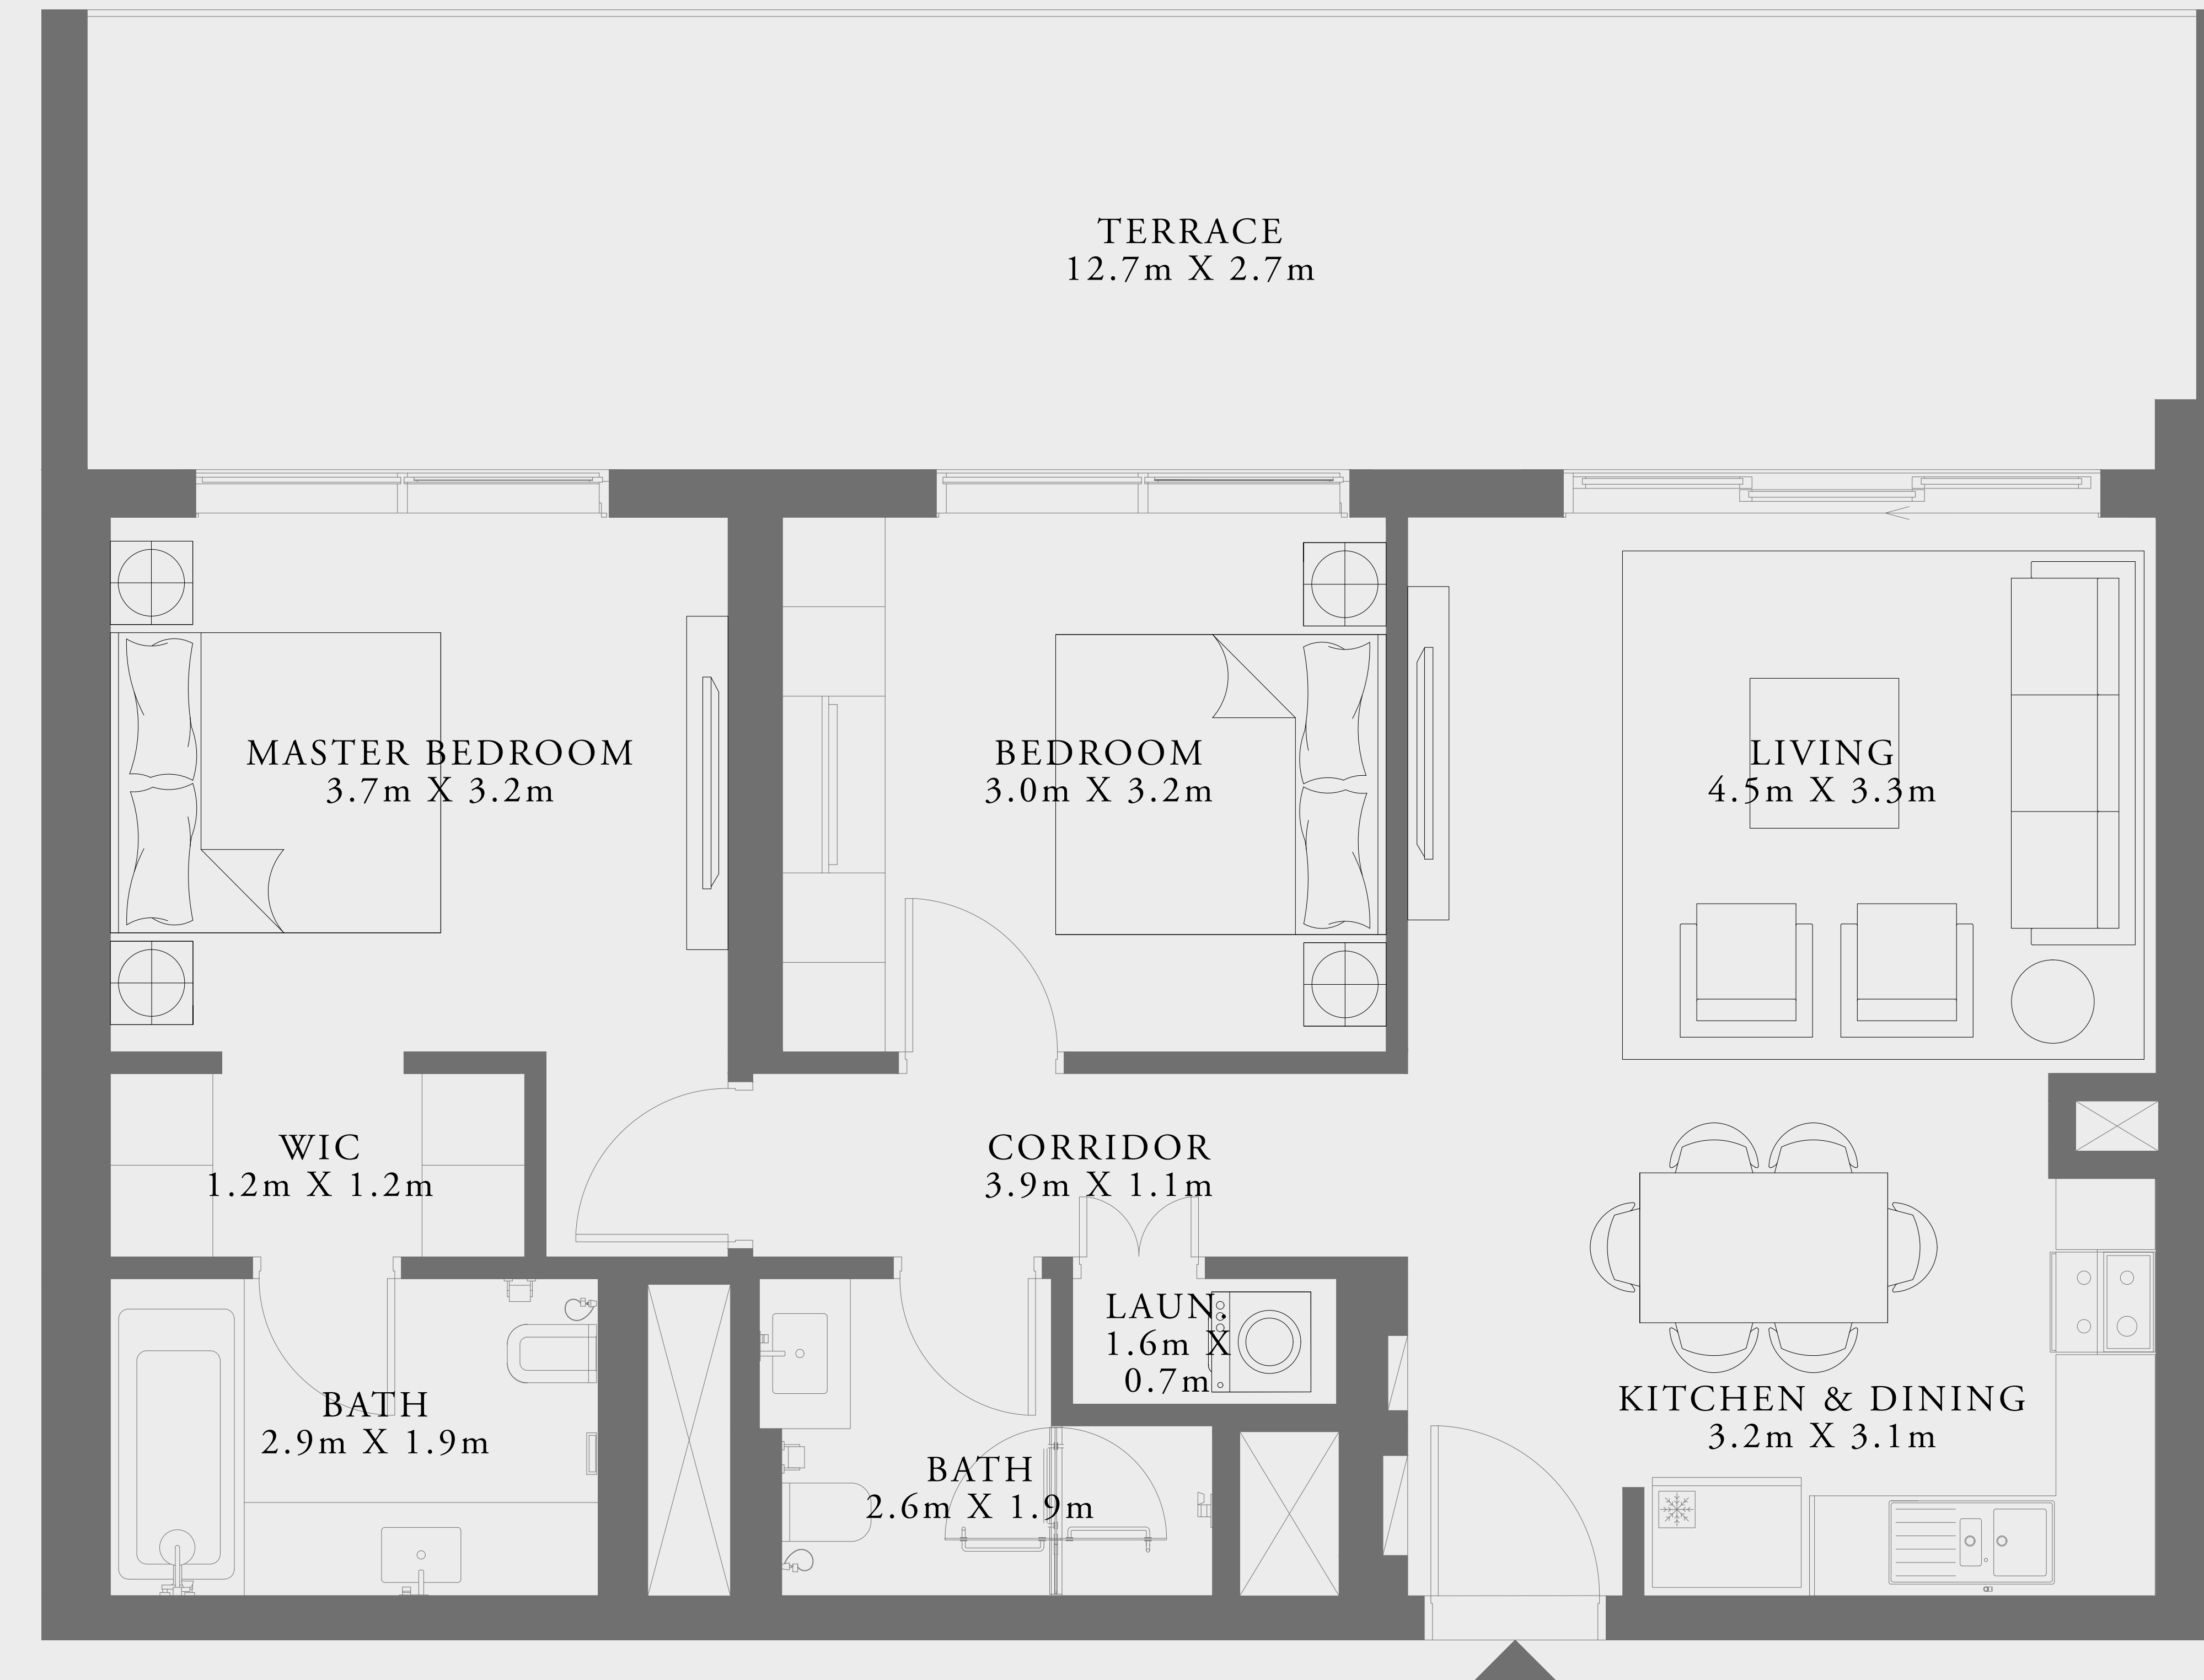 TERRACE
12.7m X 2.7m
MASTER BEDROOM
3.7m X 3.2m
BEDROOM
3.0m X 3.2m
LIVING
4.5m X 3.3m
WIC
1.2m X 1.2m
CORRIDOR
3.9m X 1.1m
LAUN.
1.6m X
0.7m
BATH
2.9m X 1.9m
BATH
2.6m X 1.9m
KITCHEN & DINING
3.2m X 3.1m